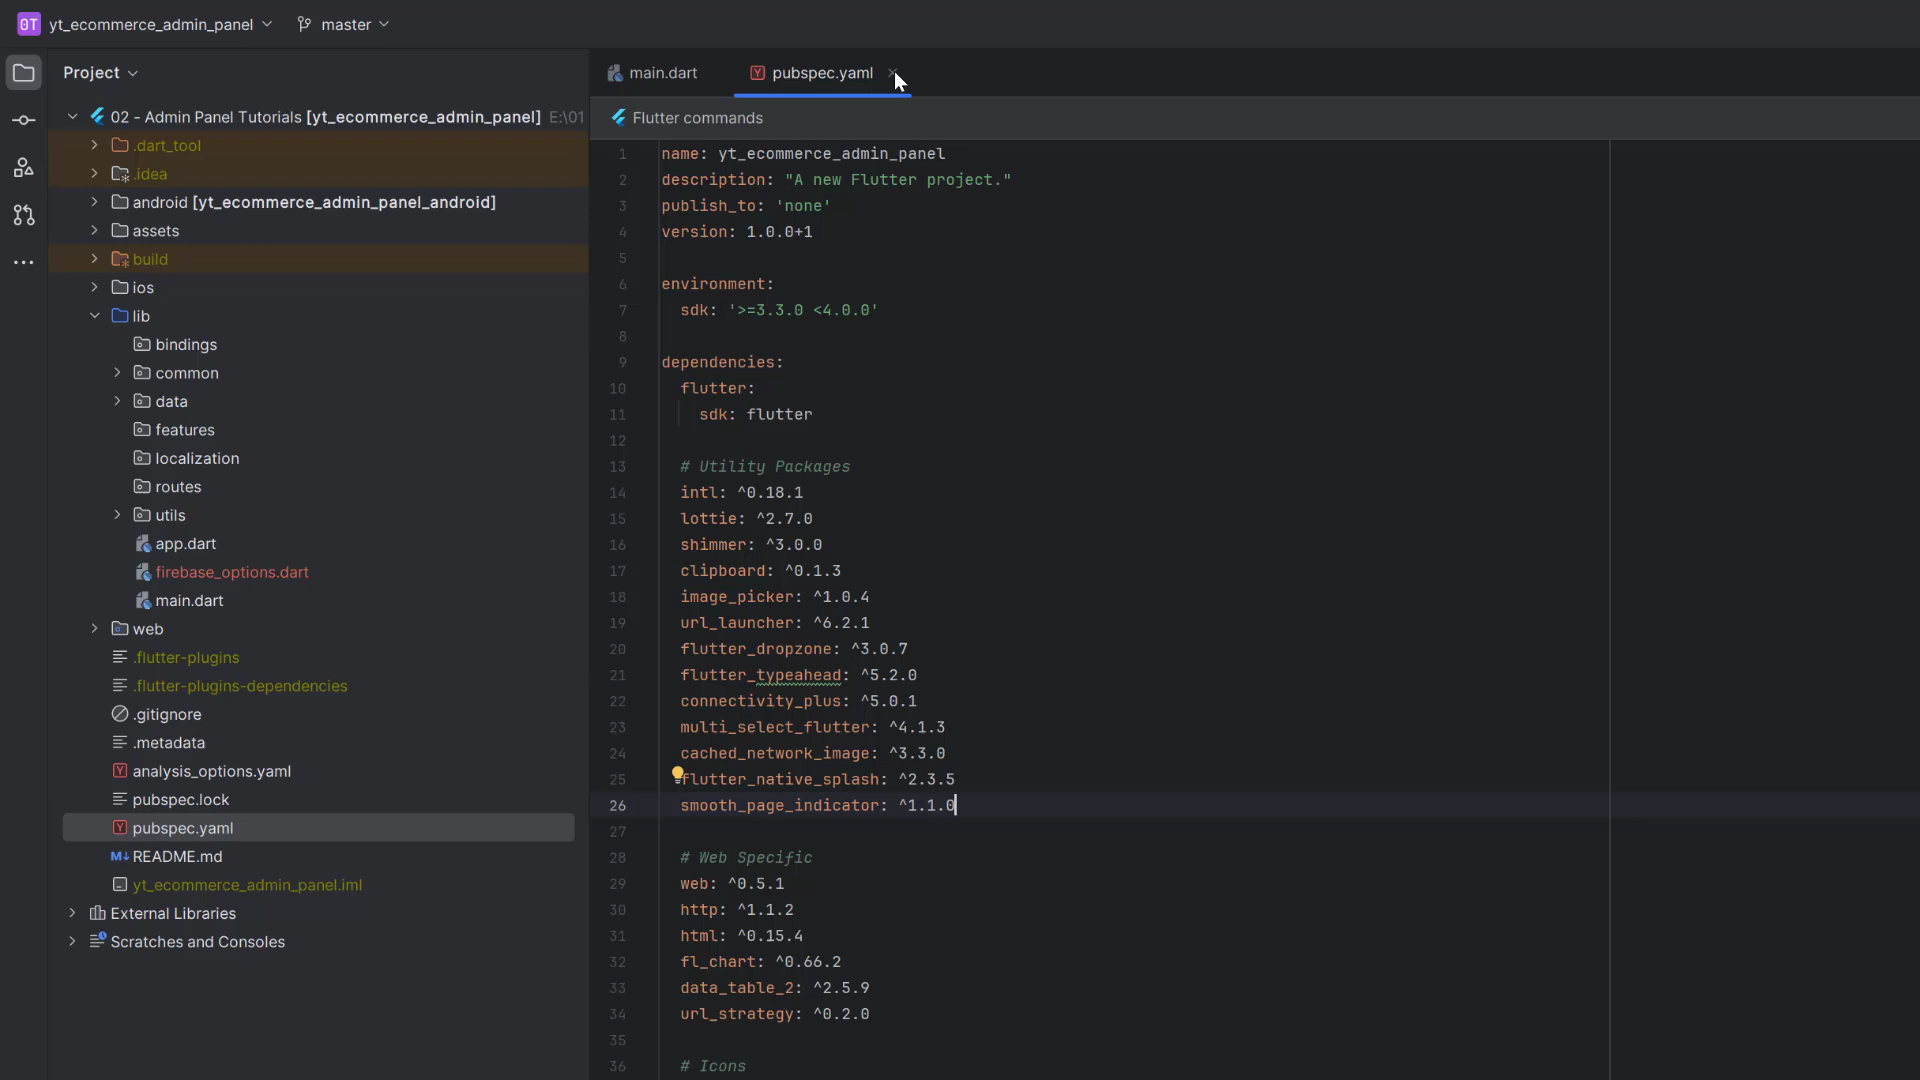 0T yt_ecommerce_admin_panel master
Project
02 - Admin Panel Tutorials [yt_ecommerce_admin_panel] E:\01
.dart_tool
.idea
android [yt_ecommerce_admin_panel_android]
assets
build
ios
lib
bindings
common
data
features
localization
routes
utils
app.dart
firebase_options.dart
main.dart
web
.flutter-plugins
.flutter-plugins-dependencies
.gitignore
.metadata
analysis_options.yaml
pubspec.lock
pubspec.yaml
README.md
yt_ecommerce_admin_panel.iml
External Libraries
Scratches and Consoles
main.dart pubspec.yaml
Flutter commands
1 name: yt_ecommerce_admin_panel
2 description: "A new Flutter project."
3 publish_to: 'none'
4 version: 1.0.0+1
5
6 environment:
7 sdk: '>=3.3.0 <4.0.0'
8
9 dependencies:
10 flutter:
11 sdk: flutter
12
13 # Utility Packages
14 intl: ^0.18.1
15 lottie: ^2.7.0
16 shimmer: ^3.0.0
17 clipboard: ^0.1.3
18 image_picker: ^1.0.4
19 url_launcher: ^6.2.1
20 flutter_dropzone: ^3.0.7
21 flutter_typeahead: ^5.2.0
22 connectivity_plus: ^5.0.1
23 multi_select_flutter: ^4.1.3
24 cached_network_image: ^3.3.0
25 flutter_native_splash: ^2.3.5
26 smooth_page_indicator: ^1.1.0
27
28 # Web Specific
29 web: ^0.5.1
30 http: ^1.1.2
31 html: ^0.15.4
32 fl_chart: ^0.66.2
33 data_table_2: ^2.5.9
34 url_strategy: ^0.2.0
35
36 # Icons